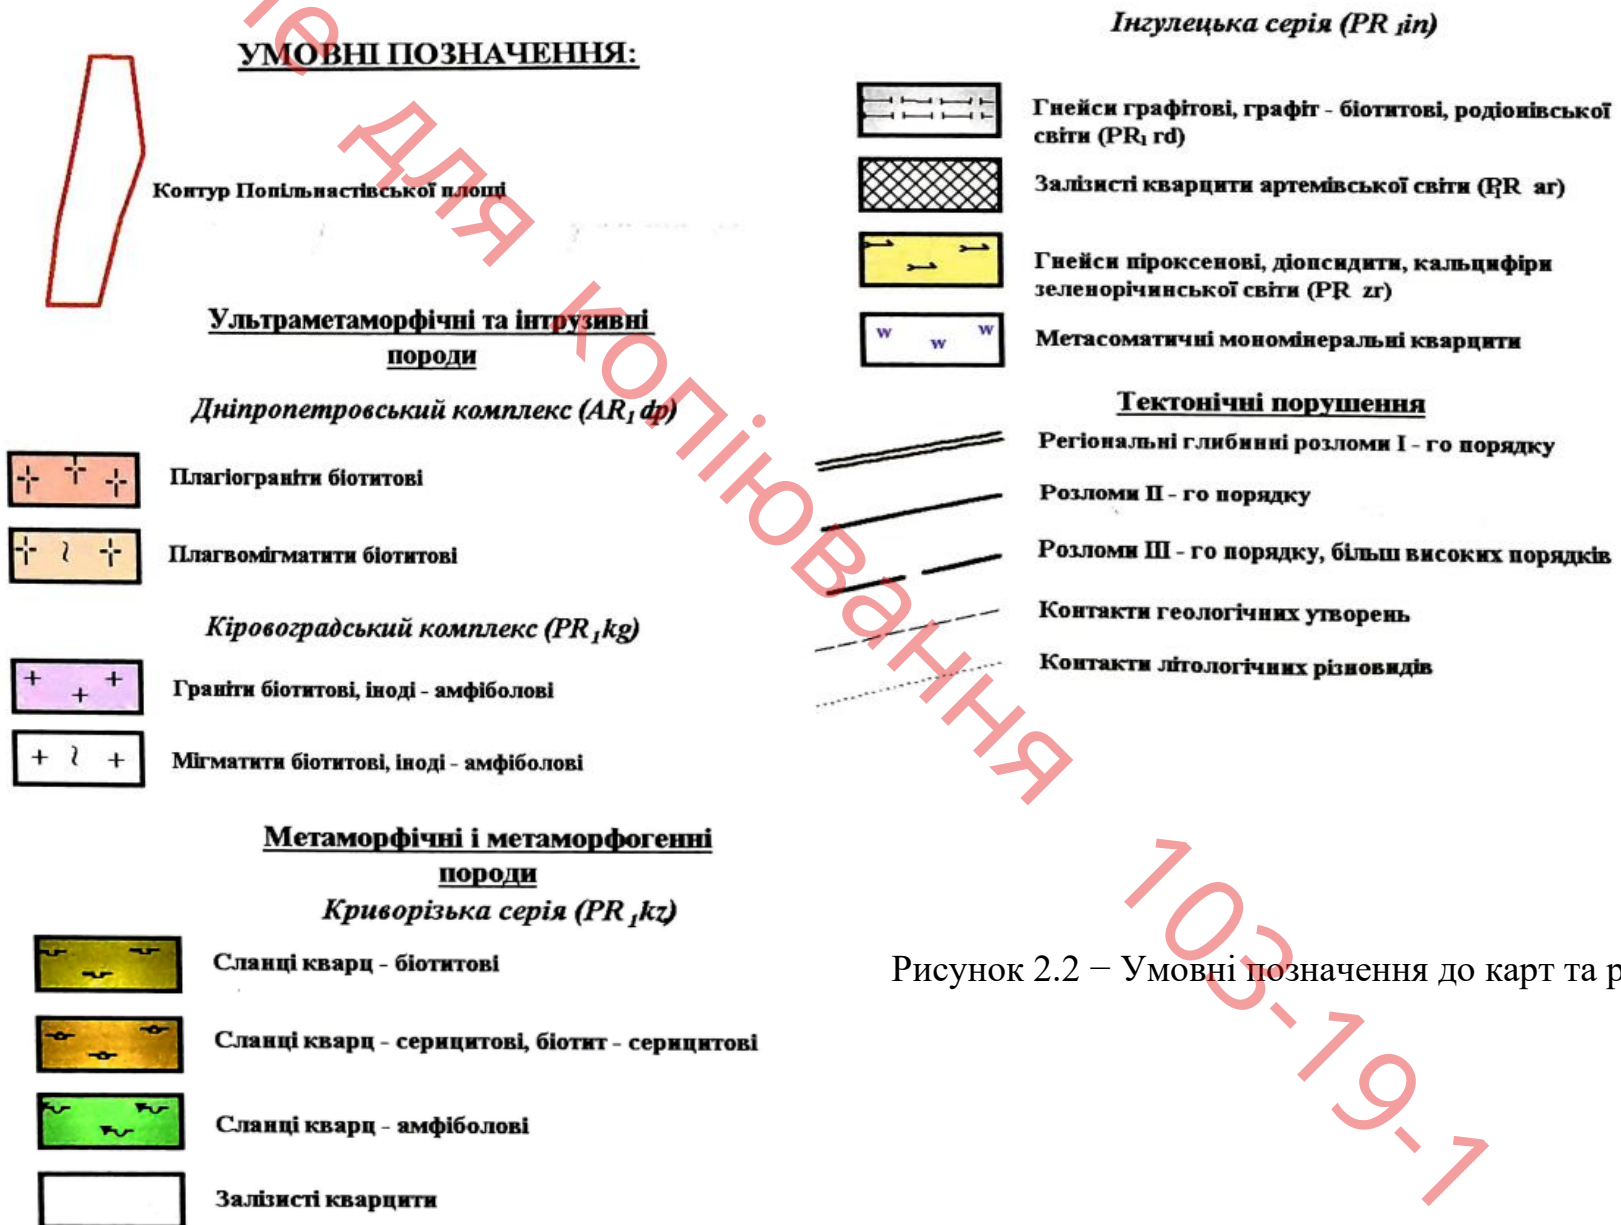 УМОВНІ ПОЗНАЧЕННЯ:
Контур Попільнастівської площі
Ультраметаморфічні та інтрузивні
породи
Дніпропетровський комплекс (AR1 dp)
Плагіограніти біотитові
Плагвомігматити біотитові
Кіровоградський комплекс (PR1kg)
Граніти біотитові, іноді - амфіболові
Мігматити біотитові, іноді - амфіболові
Метаморфічні і метаморфогенні
породи
Криворізька серія (PR1kz)
Сланці кварц - біотитові
Сланці кварц - серицитові, біотит - серицитові
Сланці кварц - амфіболові
Залізисті кварцити
Інгулецька серія (PR1in)
Гнейси графітові, графіт - біотитові, родіонівської
світи (PR1 rd)
Залізисті кварцити артемівської світи (PR1 ar)
Гнейси піроксенові, діопсидити, кальцифіри
зеленорічинської світи (PR zr)
w w w
Метасоматичні мономінеральні кварцити
Тектонічні порушення
Регіональні глибинні розломи I - го порядку
Розломи II - го порядку
Розломи III - го порядку, більш високих порядків
Контакти геологічних утворень
Контакти літологічних різновидів
Рисунок 2.2 − Умовні позначення до карт та р
не для копіювання 103-19-1